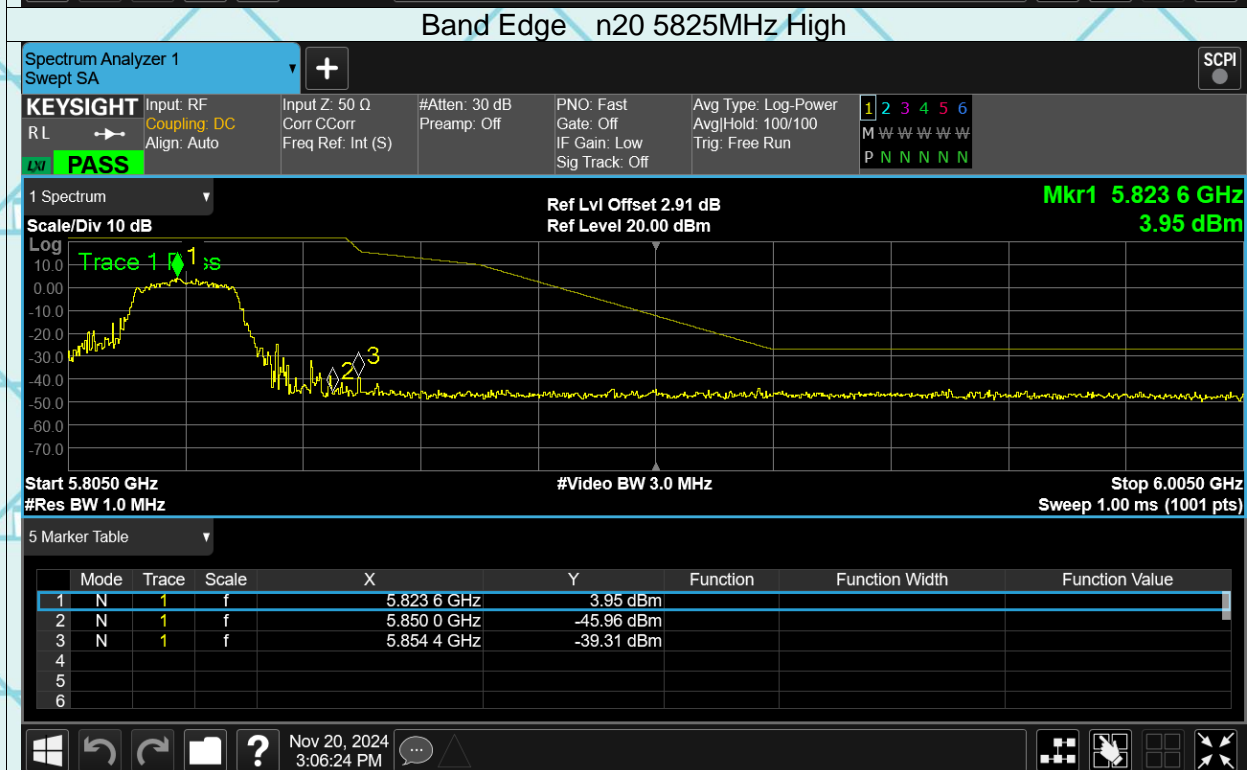 Band Edge n20 5825MHz High
Spectrum Analyzer 1
Swept SA
SCPI
KEYSIGHT Input: RF Input Z: 50 Ω #Atten: 30 dB PNO: Fast Avg Type: Log-Power 1 2 3 4 5 6
R L Coupling: DC Corr CCorr Preamp: Off Gate: Off Avg|Hold: 100/100 M W W W W W W
Align: Auto Freq Ref: Int (S) IF Gain: Low Trig: Free Run
LXI PASS Sig Track: Off P N N N N N
1 Spectrum Ref Lvl Offset 2.91 dB Mkr1 5.823 6 GHz
Scale/Div 10 dB Ref Level 20.00 dBm 3.95 dBm
Log
10.0 Trace 1 1 ss
0.00
-10.0
-20.0
-30.0 3
-40.0 2
-50.0
-60.0
-70.0
Start 5.8050 GHz #Video BW 3.0 MHz Stop 6.0050 GHz
#Res BW 1.0 MHz Sweep 1.00 ms (1001 pts)
5 Marker Table
Mode Trace Scale X Y Function Function Width Function Value
1 N 1 f 5.823 6 GHz 3.95 dBm
2 N 1 f 5.850 0 GHz -45.96 dBm
3 N 1 f 5.854 4 GHz -39.31 dBm
4
5
6
? Nov 20, 2024
3:06:24 PM